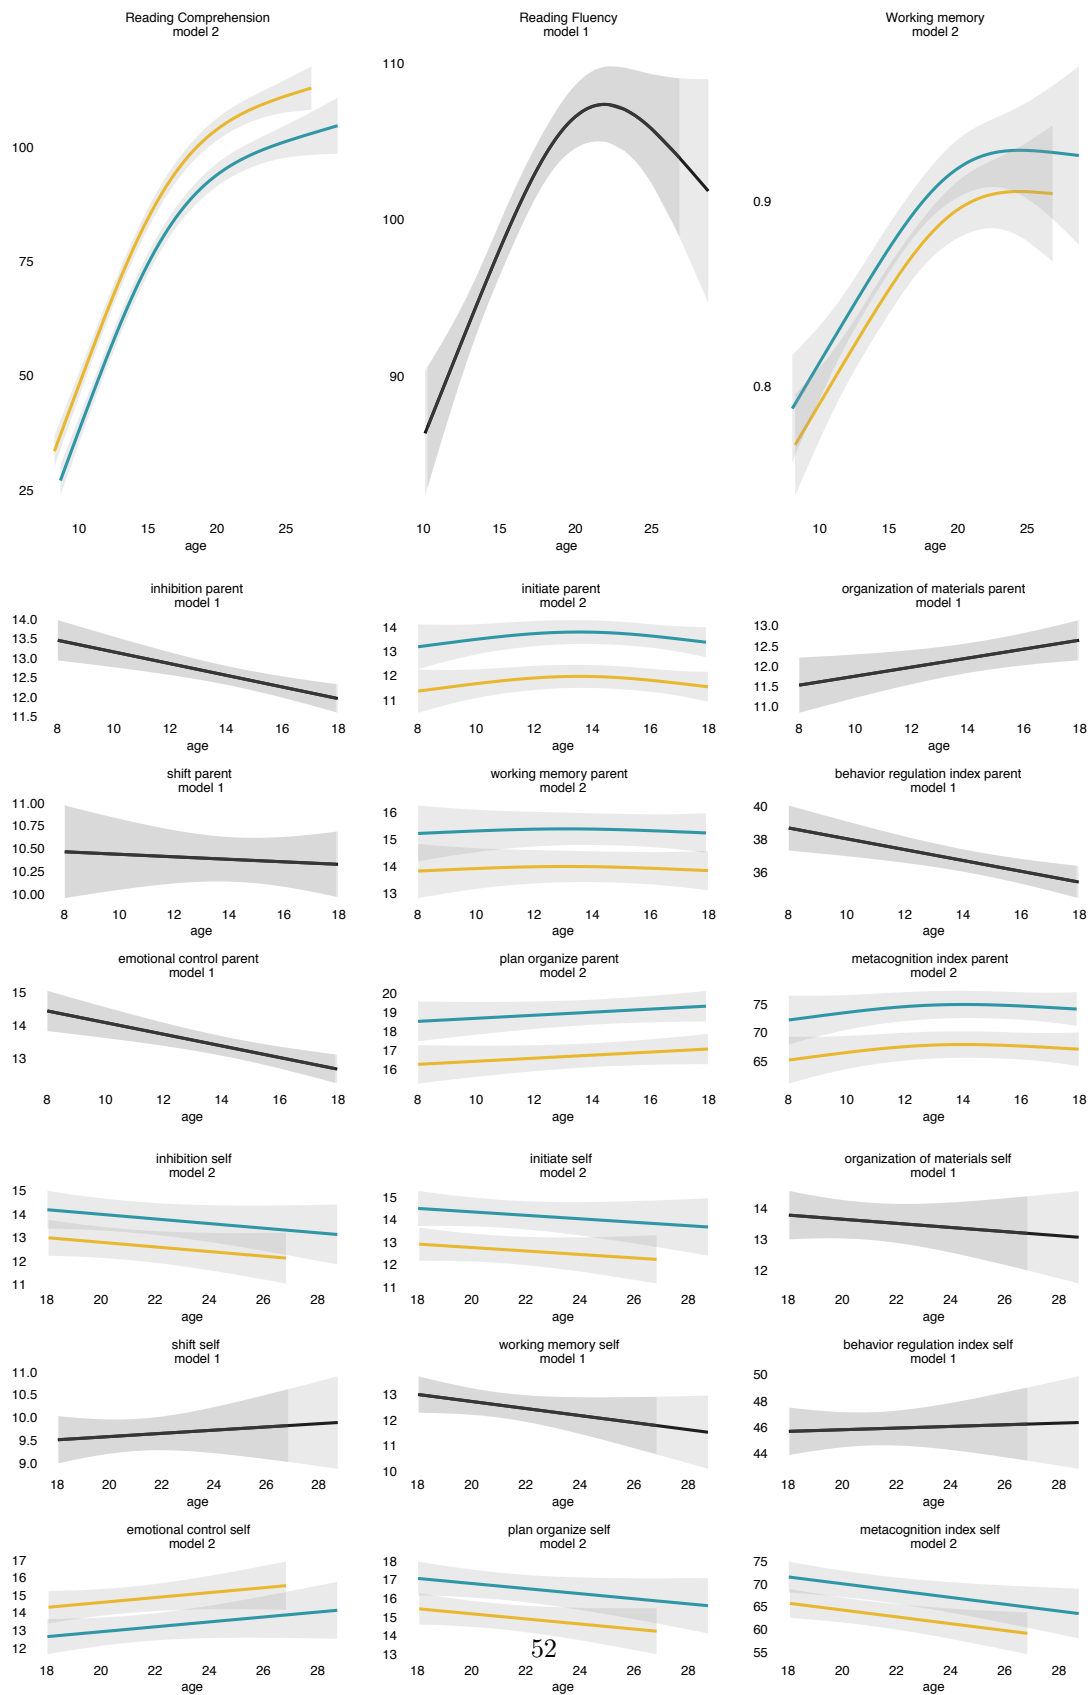 Reading Comprehension
model 2
100
75
50
25
10 15 20 25
age
Reading Fluency
model 1
110
100
90
10 15 20 25
age
Working memory
model 2
0.9
0.8
10 15 20 25
age
inhibition parent
model 1
14.0
13.5
13.0
12.5
12.0
11.5
8 10 12 14 16 18
age
initiate parent
model 2
14
13
12
11
8 10 12 14 16 18
age
organization of materials parent
model 1
13.0
12.5
12.0
11.5
11.0
8 10 12 14 16 18
age
shift parent
model 1
11.00
10.75
10.50
10.25
10.00
8 10 12 14 16 18
age
working memory parent
model 2
16
15
14
13
8 10 12 14 16 18
age
behavior regulation index parent
model 1
40
38
36
8 10 12 14 16 18
age
emotional control parent
model 1
15
14
13
8 10 12 14 16 18
age
plan organize parent
model 2
20
19
18
17
16
8 10 12 14 16 18
age
metacognition index parent
model 2
75
70
65
8 10 12 14 16 18
age
inhibition self
model 2
15
14
13
12
11
18 20 22 24 26 28
age
initiate self
model 2
15
14
13
12
11
18 20 22 24 26 28
age
organization of materials self
model 1
14
13
12
18 20 22 24 26 28
age
shift self
model 1
11.0
10.5
10.0
9.5
9.0
18 20 22 24 26 28
age
working memory self
model 1
13
12
11
10
18 20 22 24 26 28
age
behavior regulation index self
model 1
50
48
46
44
18 20 22 24 26 28
age
emotional control self
model 2
17
16
15
14
13
12
18 20 22 24 26 28
age
plan organize self
model 2
18
17
16
15
14
13
18 20 22 24 26 28
age
metacognition index self
model 2
75
70
65
60
55
18 20 22 24 26 28
age
52